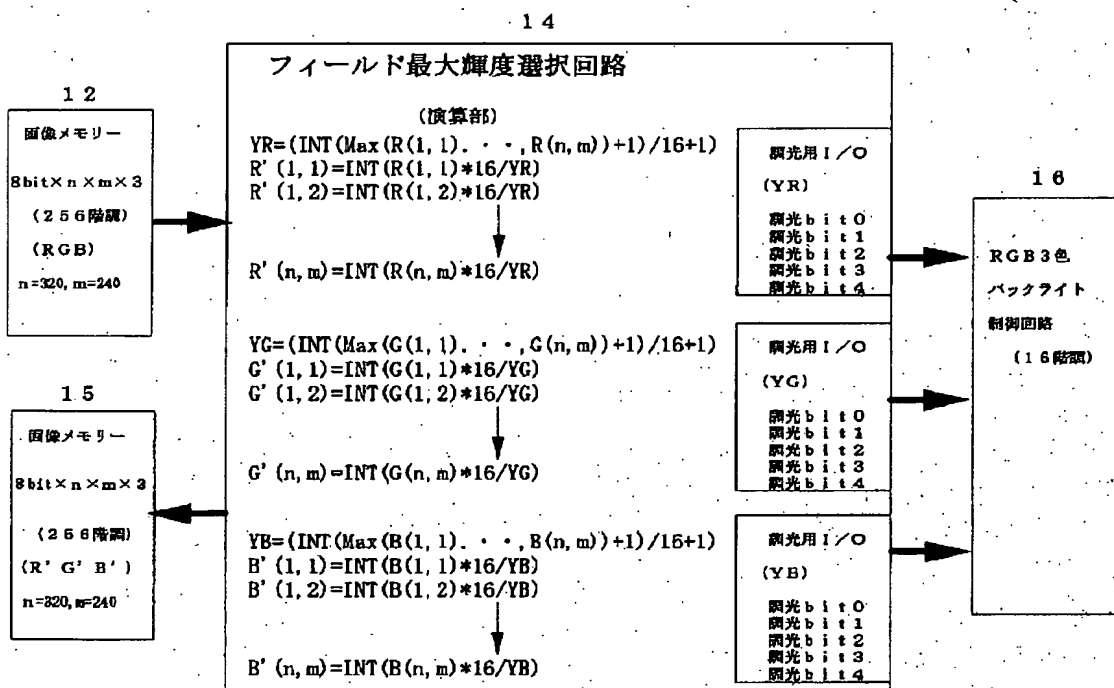 14
フィールド最大輝度選択回路
12
画像メモリー
8bit×n×m×3
(256階調)
(RGB)
n=320, m=240
(演算部)
YR=(INT(Max(R(1,1). ・ ・, R(n,m))+1)/16+1)
R'(1,1)=INT(R(1,1)*16/YR)
R'(1,2)=INT(R(1,2)*16/YR)
R'(n,m)=INT(R(n,m)*16/YR)
調光用I/O
(YR)
調光bit0
調光bit1
調光bit2
調光bit3
調光bit4
16
RGB3色
バックライト
制御回路
(16階調)
YG=(INT(Max(G(1,1). ・ ・, G(n,m))+1)/16+1)
G'(1,1)=INT(G(1,1)*16/YG)
G'(1,2)=INT(G(1,2)*16/YG)
G'(n,m)=INT(G(n,m)*16/YG)
調光用I/O
(YG)
調光bit0
調光bit1
調光bit2
調光bit3
調光bit4
15
画像メモリー
8bit×n×m×3
(256階調)
(R'G'B')
n=320, m=240
YB=(INT(Max(B(1,1). ・ ・, B(n,m))+1)/16+1)
B'(1,1)=INT(B(1,1)*16/YB)
B'(1,2)=INT(B(1,2)*16/YB)
B'(n,m)=INT(B(n,m)*16/YB)
調光用I/O
(YB)
調光bit0
調光bit1
調光bit2
調光bit3
調光bit4